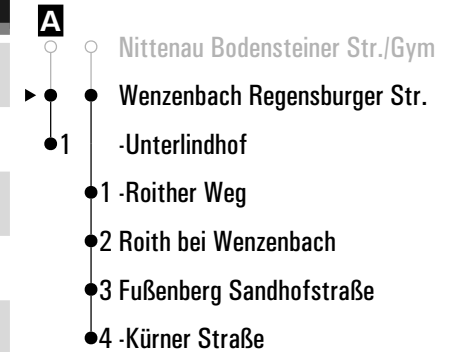 A
Nittenau Bodensteiner Str./Gym
Wenzenbach Regensburger Str.
1 -Unterlindhof
1 -Roither Weg
2 Roith bei Wenzenbach
3 Fußenberg Sandhofstraße
4 -Kürner Straße